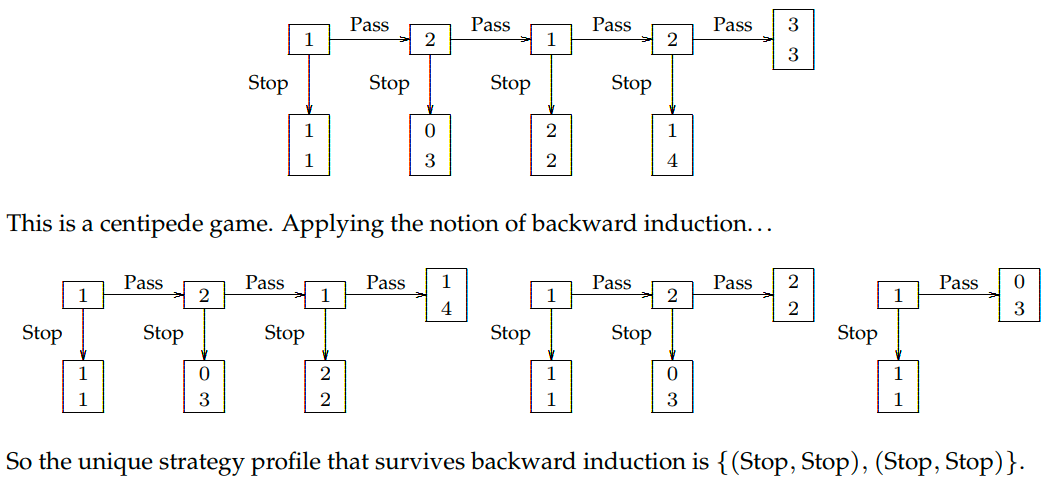 Pass Pass Pass Pass 3
1 2 1 2 3
Stop Stop Stop Stop
1 0 2 1
1 3 2 4
This is a centipede game. Applying the notion of backward induction...
Pass Pass Pass 1 Pass Pass 2 Pass 0
1 2 1 4 1 2 2 1 3
Stop Stop Stop Stop Stop Stop
1 0 2 1 0 1
1 3 2 1 3 1
So the unique strategy profile that survives backward induction is {(Stop, Stop), (Stop, Stop)}.